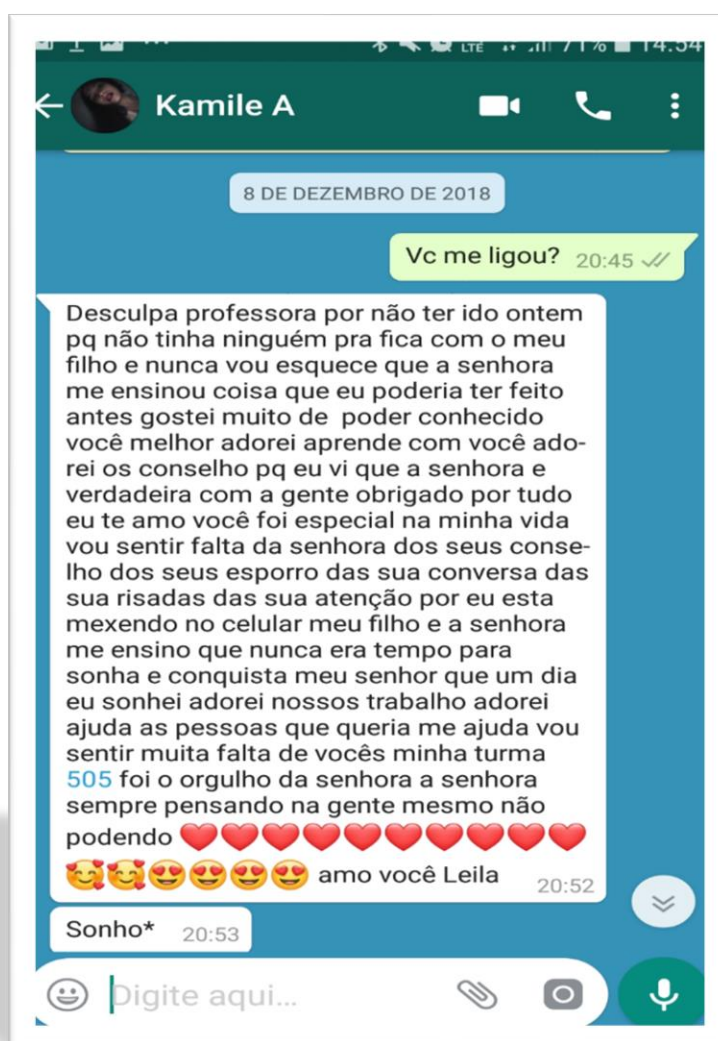 LTE 71% 14:54
Kamile A
8 DE DEZEMBRO DE 2018
Vc me ligou? 20:45
Desculpa professora por não ter ido ontem
pq não tinha ninguém pra fica com o meu
filho e nunca vou esquece que a senhora
me ensinou coisa que eu poderia ter feito
antes gostei muito de poder conhecido
você melhor adorei aprende com você ado-
rei os conselho pq eu vi que a senhora e
verdadeira com a gente obrigado por tudo
eu te amo você foi especial na minha vida
vou sentir falta da senhora dos seus conse-
lho dos seus esporro das sua conversa das
sua risadas das sua atenção por eu esta
mexendo no celular meu filho e a senhora
me ensino que nunca era tempo para
sonha e conquista meu senhor que um dia
eu sonhei adorei nossos trabalho adorei
ajuda as pessoas que queria me ajuda vou
sentir muita falta de vocês minha turma
505 foi o orgulho da senhora a senhora
sempre pensando na gente mesmo não
podendo ❤️❤️❤️❤️❤️❤️❤️❤️❤️❤️
🥰🥰😍😍😍😍 amo você Leila 20:52
Sonho* 20:53
Digite aqui...